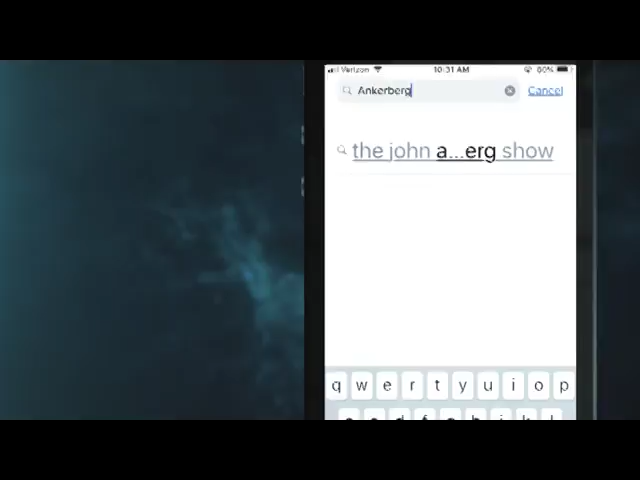 Verizon 10:31 AM 80%
Ankerberg Cancel
the john a...erg show
q w e r t y u i o p